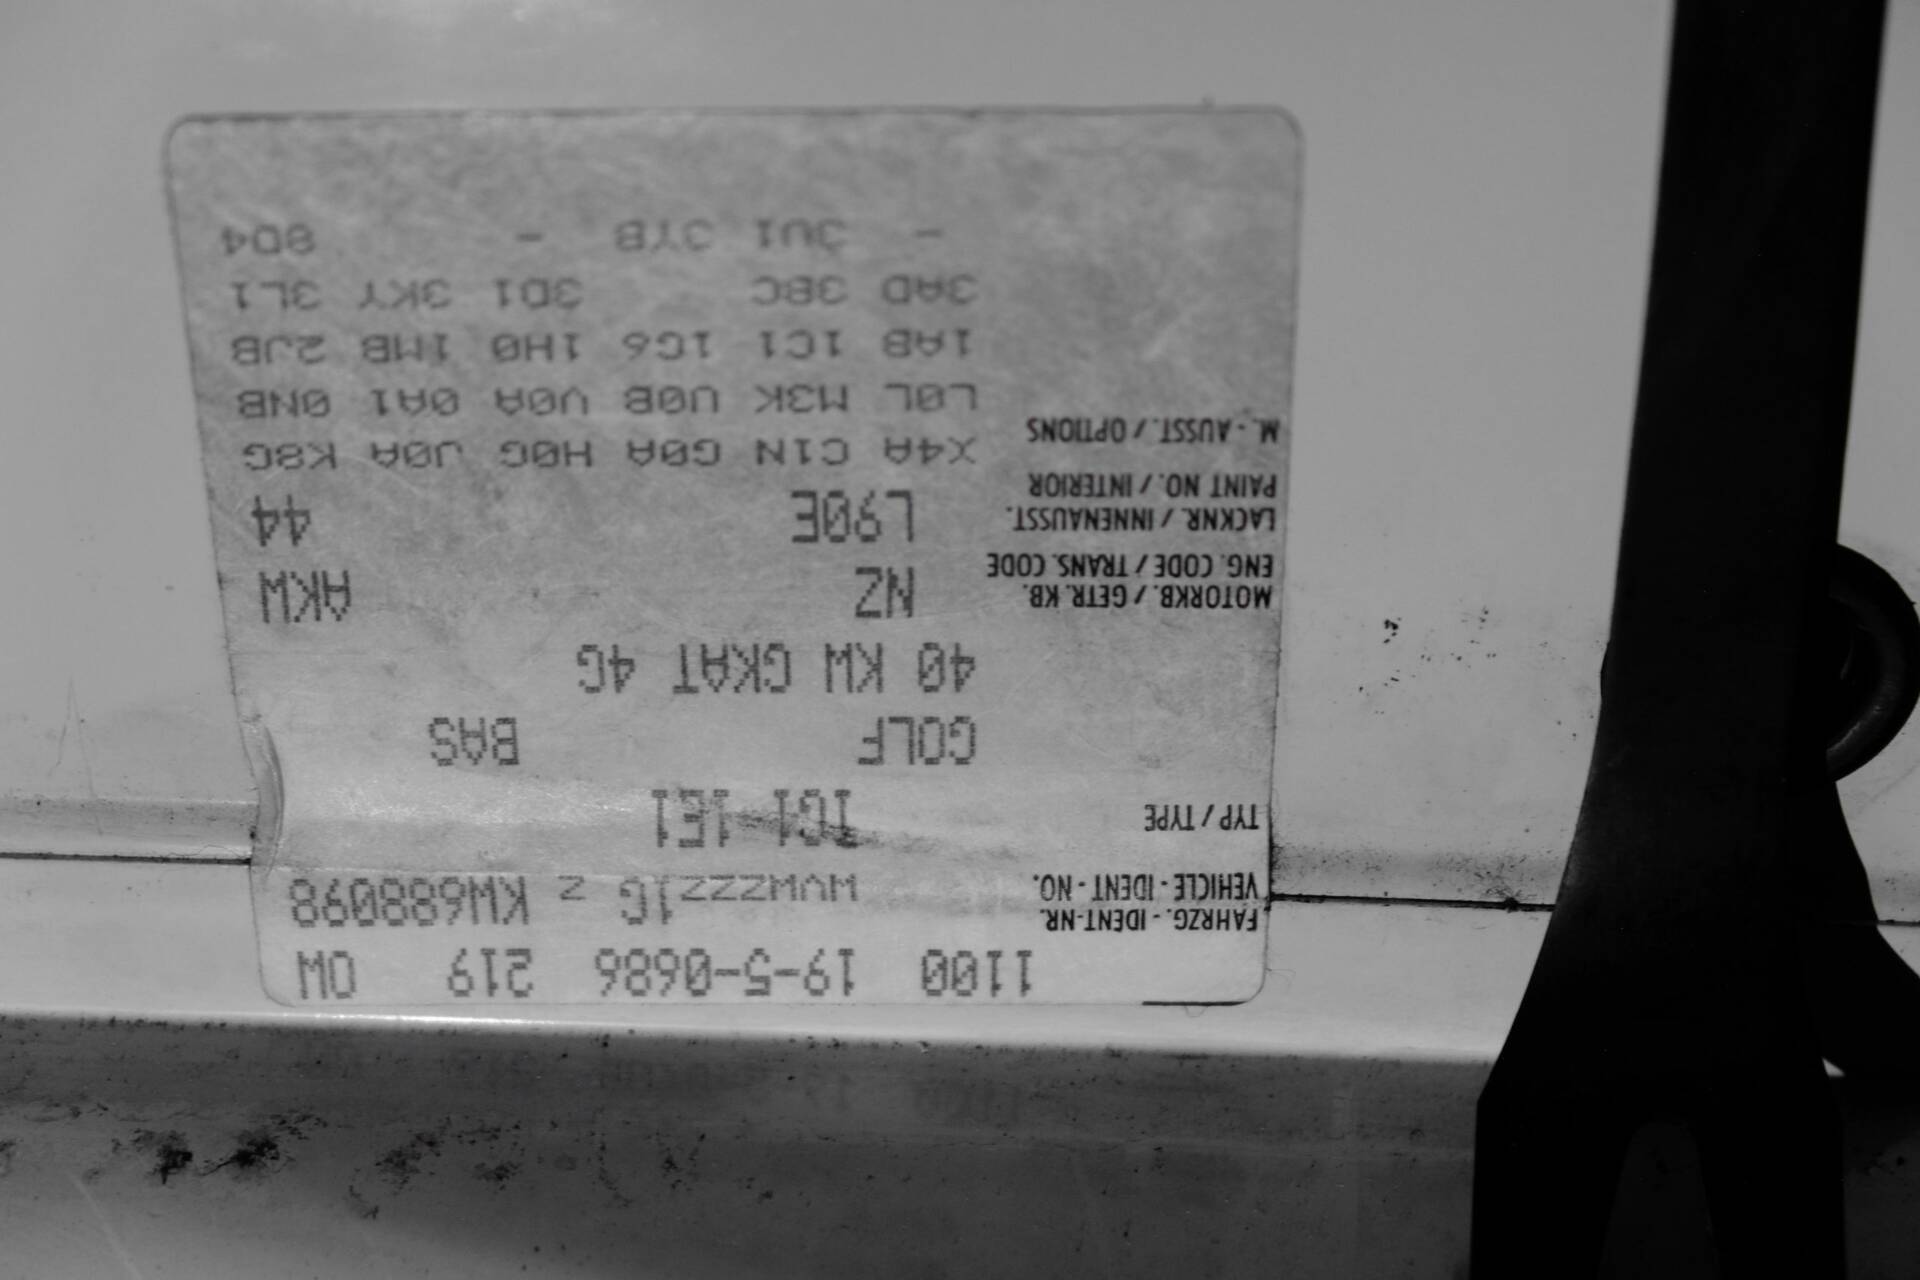 1100 19-5-0686 219 OW
FAHRZG. - IDENT-NR.
VEHICLE - IDENT - NO.
WVWZZZ1G Z KW688098
TYP / TYPE
1G1 1E1
GOLF BAS
40 KW GKAT 4G
MOTORKB. / GETR. KB.
ENG. CODE / TRANS. CODE
NZ AKW
LACKNR. / INNENAUSST.
PAINT NO. / INTERIOR
L90E 44
M. - AUSST. / OPTIONS
X4A C1N G0A H0G J0A K8G
L0L M3K U0B V0A 0A1 0NB
1AB 1C1 1G6 1H0 1MB 2JB
3AD 3BC 3D1 3KY 3L1
- 3U1 3YB - 8D4